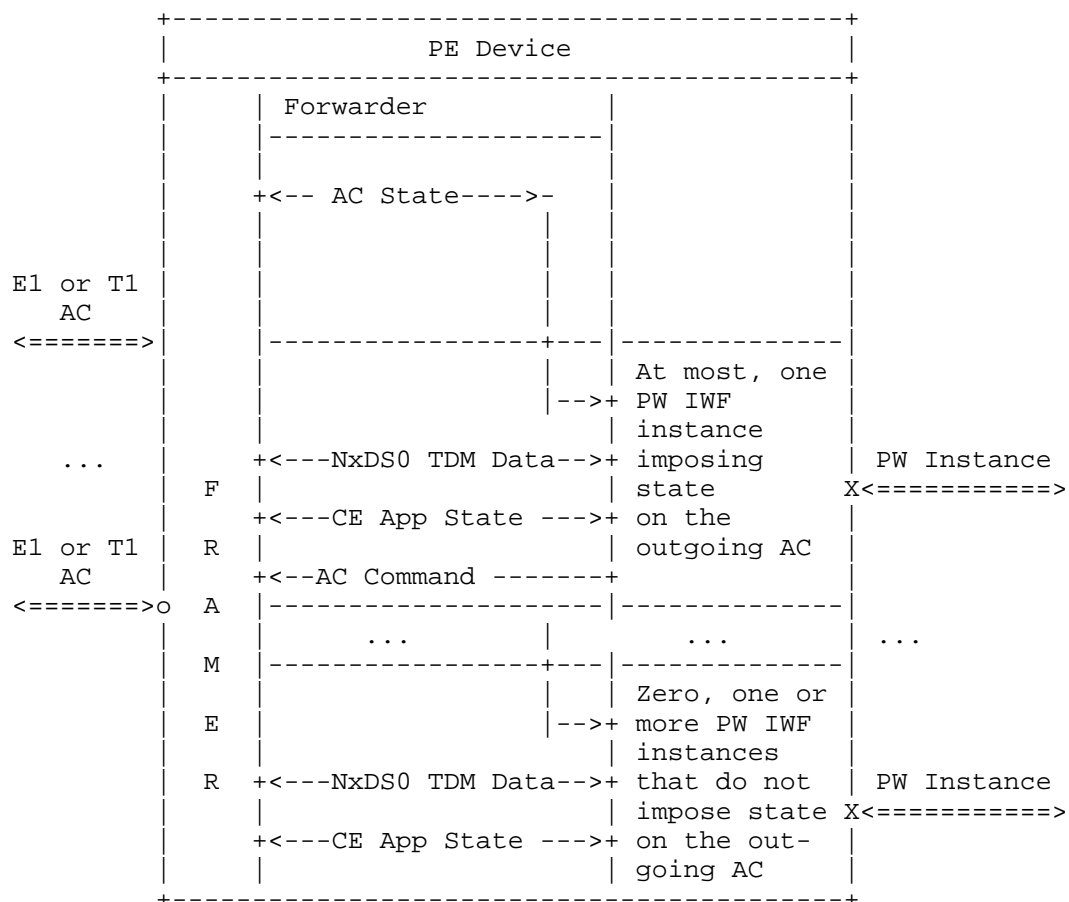 +-----------------------------------------+
| PE Device |
+-----------------------------------------+
| | Forwarder | |
| |---------------------| |
| | | |
| +<-- AC State---->- | |
| | | | |
| | | | |
E1 or T1 | | | | |
AC | | | | |
<=======>| |-----------------+---|--------------|
| | | | At most, one |
| | |-->+ PW IWF |
| | | instance |
... | +<---NxDS0 TDM Data-->+ imposing | PW Instance
| F | | state X<===========>
| +<---CE App State --->+ on the |
E1 or T1 | R | | outgoing AC |
AC | +<--AC Command -------+ |
<=======>o A |---------------------|--------------|
| | ... | ... | ...
| M |-----------------+---|--------------|
| | | | Zero, one or |
| E | |-->+ more PW IWF |
| | | instances |
| R +<---NxDS0 TDM Data-->+ that do not | PW Instance
| | | impose state X<===========>
| +<---CE App State --->+ on the out- |
| | | going AC |
+-----------------------------------------+